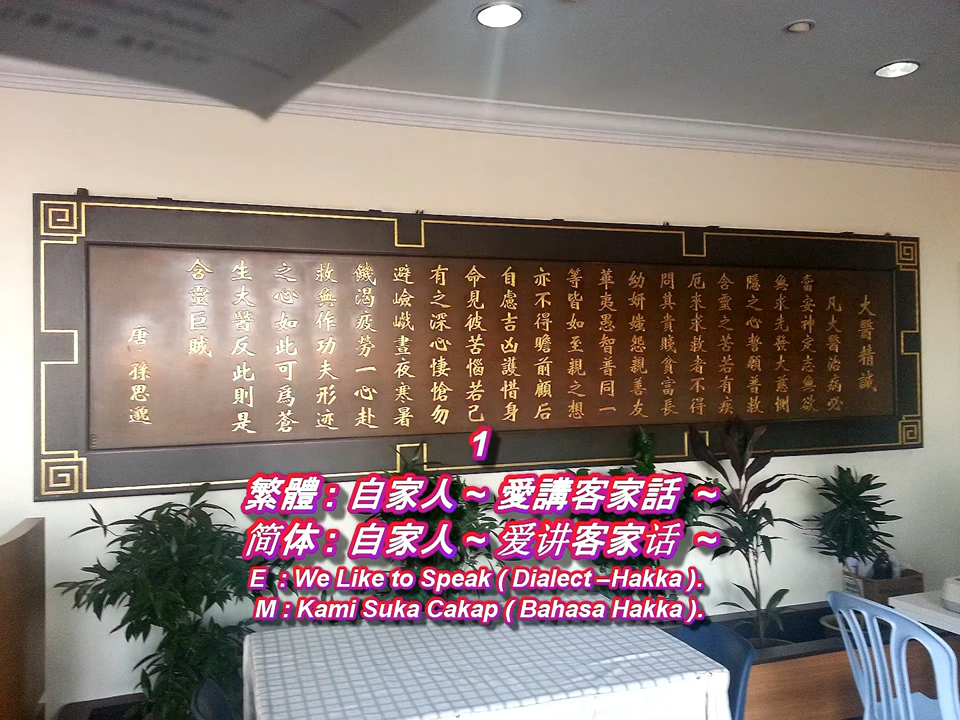 大醫精誠
凡大醫治病必
當安神定志無欲
無求先發大慈惻
隱之心誓願普救
含靈之苦若有疾
厄來求救者不得
問其貴賤貧富長
幼妍媸怨親善友
華夷愚智普同一
等皆如至親之想
亦不得瞻前顧后
自慮吉凶護惜身
命見彼苦惱若己
有之深心悽愴勿
避嶮巇晝夜寒暑
饑渴疲勞一心赴
救無作功夫形迹
之心如此可爲蒼
生大醫反此則是
含靈巨賊
唐 孫思邈
1
繁體 : 自家人 ~ 愛講客家話 ~
简体 : 自家人 ~ 爱讲客家话 ~
E : We Like to Speak ( Dialect –Hakka ).
M : Kami Suka Cakap ( Bahasa Hakka ).